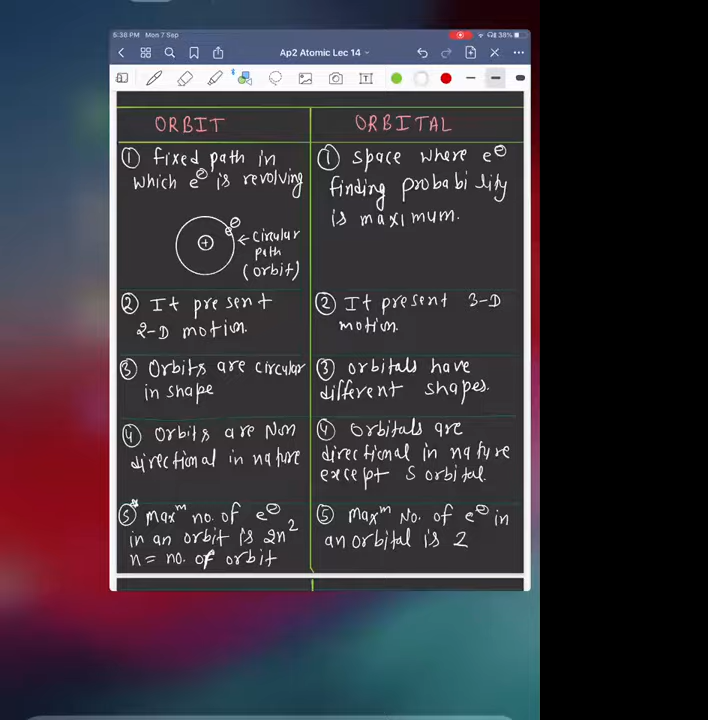 5:38 PM Mon 7 Sep
38%
Ap2 Atomic Lec 14
ORBIT
① Fixed path in
which e⊖ is revolving
+
e⊖
← Circular
path
(orbit)
② It present
2-D motion.
③ Orbits are circular
in shape
④ Orbits are Non
directional in nature
*⑤ Maxᵐ no. of e⊖
in an orbit is 2n²
n = no. of orbit
ORBITAL
① space where e⊖
finding probability
is maximum.
② It present 3-D
motion.
③ orbitals have
different shapes.
④ Orbitals are
directional in nature
except S orbital.
⑤ Maxᵐ No. of e⊖ in
an orbital is 2